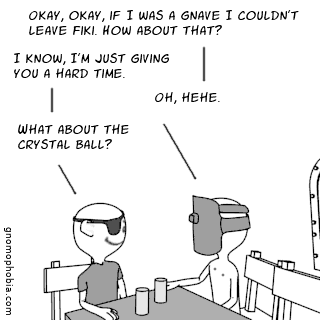 OKAY, OKAY, IF I WAS A GNAVE I COULDN'T
LEAVE FIKI. HOW ABOUT THAT?
I KNOW, I'M JUST GIVING
YOU A HARD TIME.
OH, HEHE.
WHAT ABOUT THE
CRYSTAL BALL?
gnomophobia.com